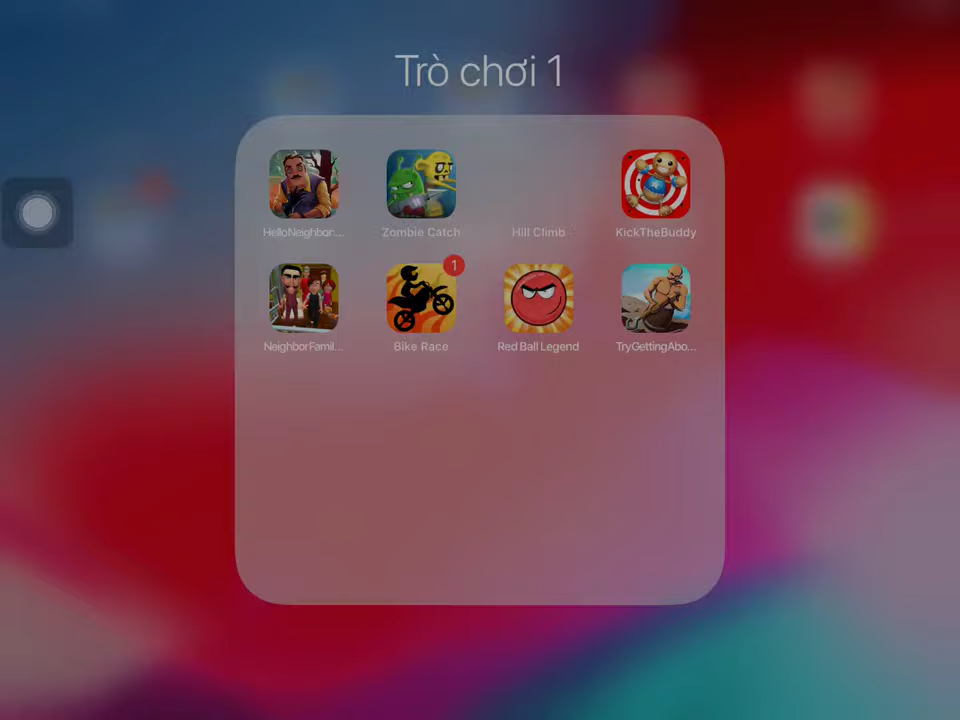 Trò chơi 1
HelloNeighbor:...
Zombie Catch
Hill Climb
KickTheBuddy
NeighborFamil...
1
Bike Race
Red Ball Legend
TryGettingAbo...